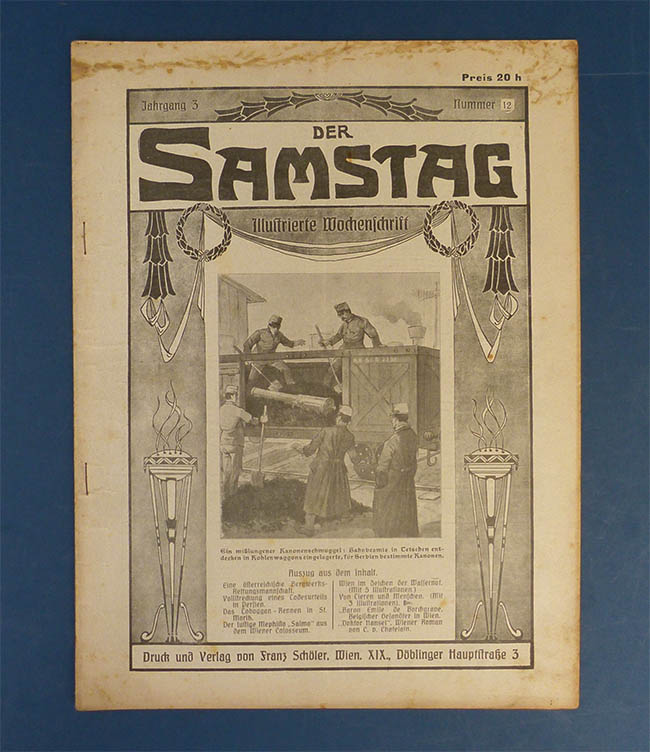 Preis 20 h
Jahrgang 3
Nummer 12
DER
SAMSTAG
Illustrierte Wochenschrift
Ein mißlungener Kanonenschmuggel: Bahnbeamte in Tetschen ent-
decken in Kohlenwaggons eingelagerte, für Serbien bestimmte Kanonen.
Auszug aus dem Inhalt.
Eine österreichische Bergwerks-
Rettungsmannschaft.
Vollstreckung eines Todesurteils
in Persien.
Das Toboggan-Rennen in St.
Moritz.
Der lustige Mephisto „Salmo" aus
dem Wiener Colosseum.
Wien im Zeichen der Wassernot.
(Mit 5 Illustrationen)
Von Tieren und Menschen. (Mit
3 Illustrationen).
Baron Emile de Borchgrave,
Belgischer Gesandter in Wien.
„Doktor Hansel", Wiener Roman
von C. v. Chatelain.
Druck und Verlag von Franz Schöler, Wien, XIX., Döblinger Hauptstraße 3